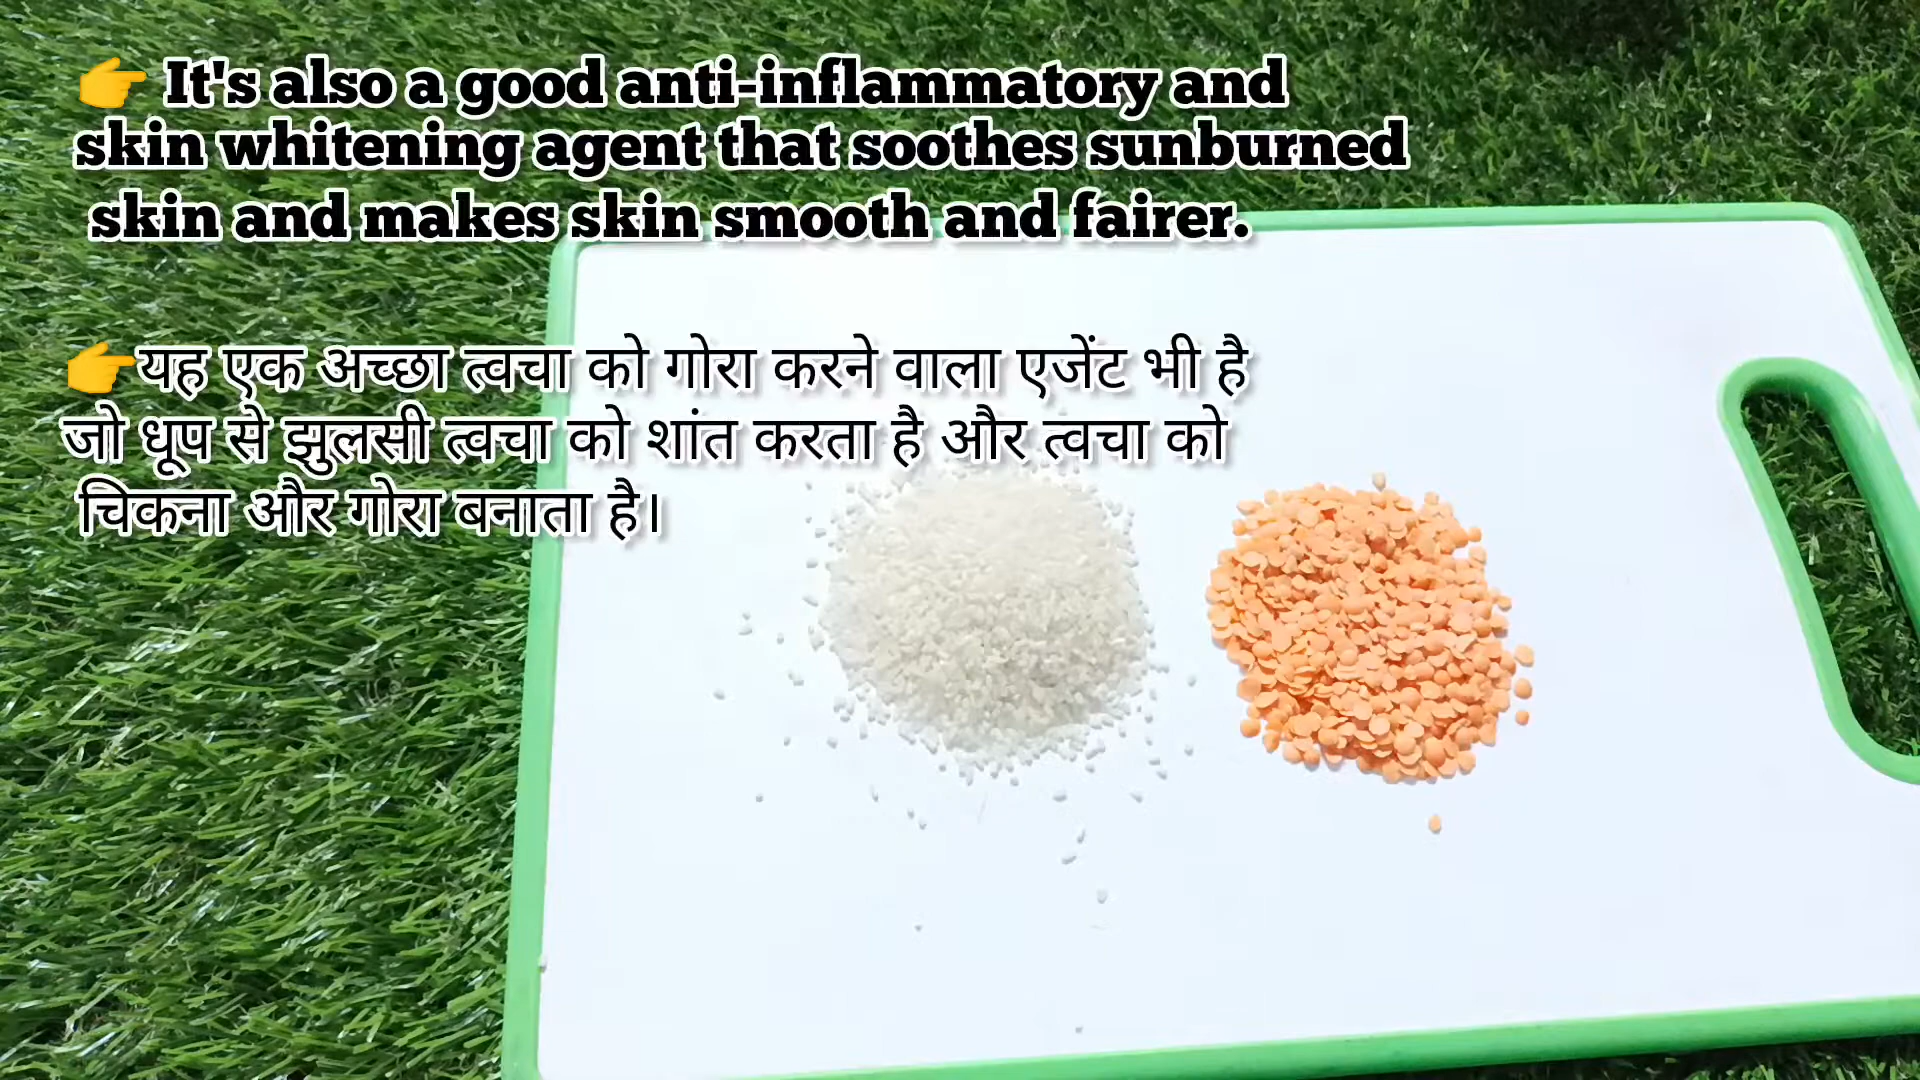 👉 It's also a good anti-inflammatory and
skin whitening agent that soothes sunburned
skin and makes skin smooth and fairer.
👉यह एक अच्छा त्वचा को गोरा करने वाला एजेंट भी है
जो धूप से झुलसी त्वचा को शांत करता है और त्वचा को
चिकना और गोरा बनाता है।